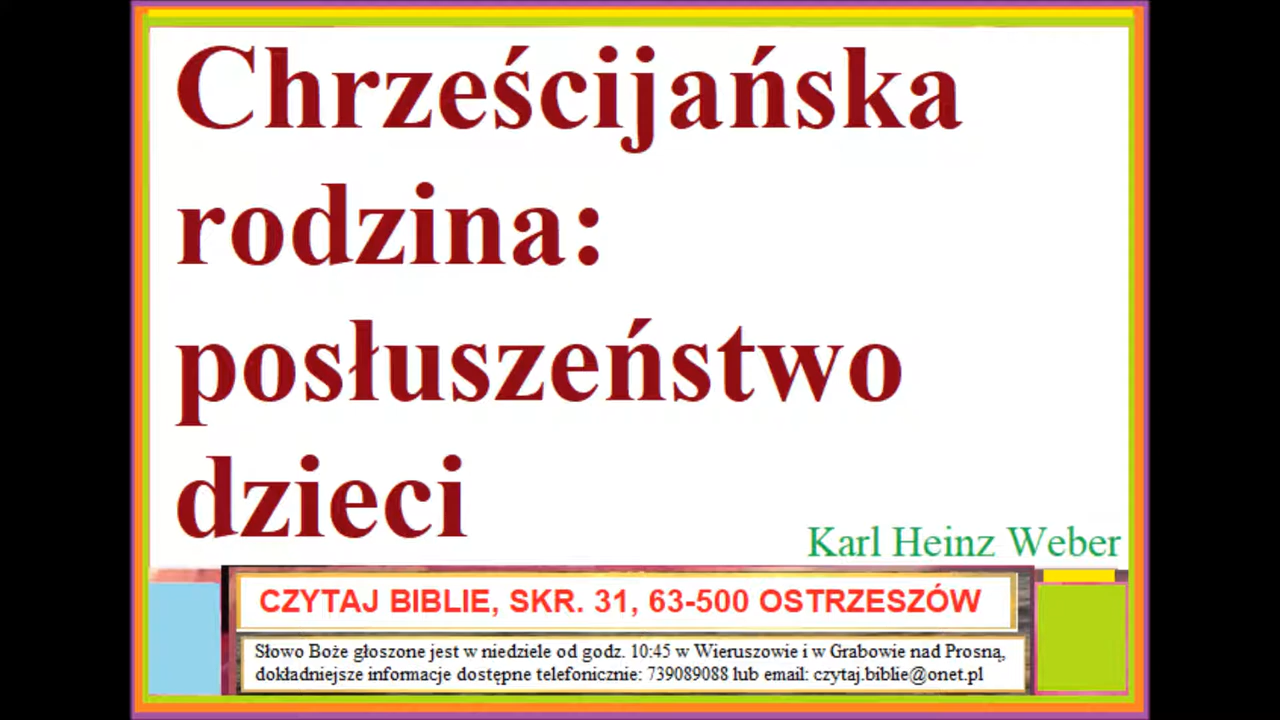 Chrześcijańska
rodzina:
posłuszeństwo
dzieci
Karl Heinz Weber
CZYTAJ BIBLIE, SKR. 31, 63-500 OSTRZESZÓW
Słowo Boże głoszone jest w niedziele od godz. 10:45 w Wieruszowie i w Grabowie nad Prosną,
dokładniejsze informacje dostępne telefonicznie: 739089088 lub email: czytaj.biblie@onet.pl